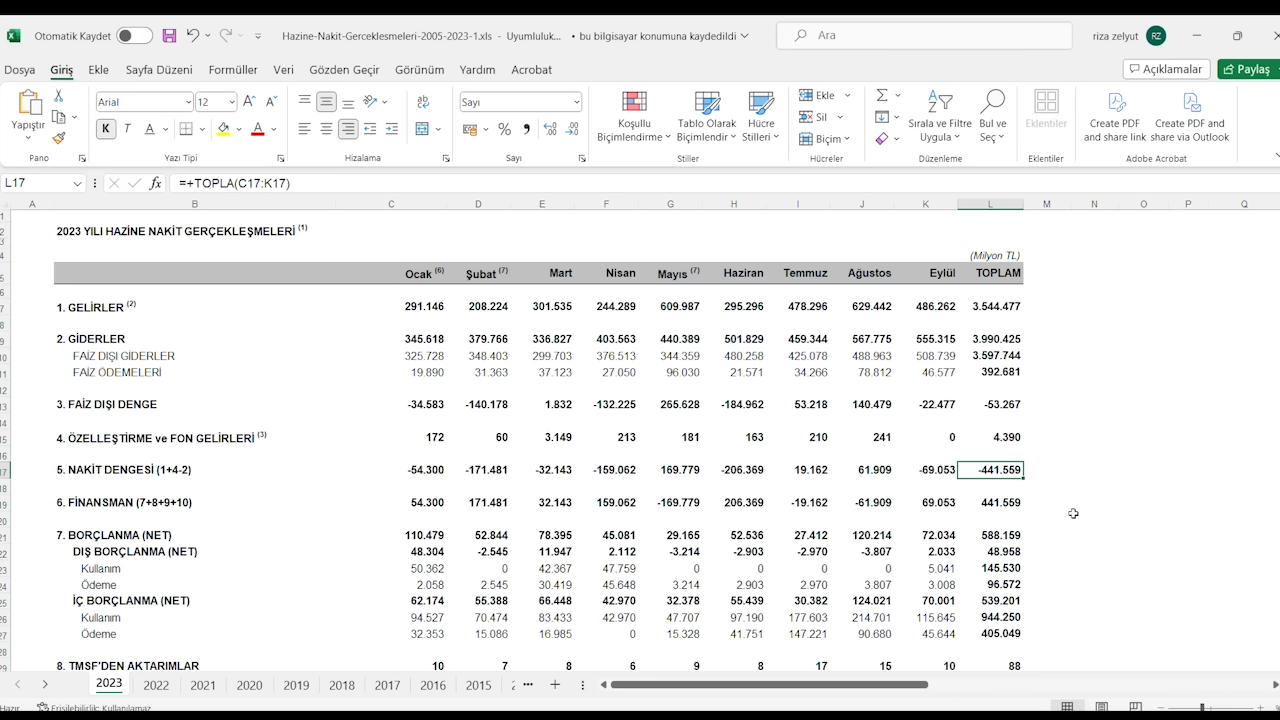 Otomatik Kaydet Hazine-Nakit-Gerceklesmeleri-2005-2023-1.xls - Uyumluluk... • bu bilgisayar konumuna kaydedildi Ara riza zelyut RZ
Dosya Giriş Ekle Sayfa Düzeni Formüller Veri Gözden Geçir Görünüm Yardım Acrobat Açıklamalar Paylaş
Yapıştır Arial 12 Sayı Koşullu Biçimlendirme Tablo Olarak Biçimlendir Hücre Stilleri Ekle Sil Biçim Sırala ve Filtre Uygula Bul ve Seç Eklentiler Create PDF and share link Create PDF and share via Outlook
Pano Yazı Tipi Hizalama Sayı Stiller Hücreler Düzenleme Eklentiler Adobe Acrobat
L17 fx =+TOPLA(C17:K17)
A B C D E F G H I J K L M N O P Q
2023 YILI HAZİNE NAKİT GERÇEKLEŞMELERİ (1)
(Milyon TL)
Ocak (6) Şubat (7) Mart Nisan Mayıs (7) Haziran Temmuz Ağustos Eylül TOPLAM
1. GELİRLER (2) 291.146 208.224 301.535 244.289 609.987 295.296 478.296 629.442 486.262 3.544.477
2. GİDERLER 345.618 379.766 336.827 403.563 440.389 501.829 459.344 567.775 555.315 3.990.425
FAİZ DIŞI GİDERLER 325.728 348.403 299.703 376.513 344.359 480.258 425.078 488.963 508.739 3.597.744
FAİZ ÖDEMELERİ 19.890 31.363 37.123 27.050 96.030 21.571 34.266 78.812 46.577 392.681
3. FAİZ DIŞI DENGE -34.583 -140.178 1.832 -132.225 265.628 -184.962 53.218 140.479 -22.477 -53.267
4. ÖZELLEŞTİRME ve FON GELİRLERİ (3) 172 60 3.149 213 181 163 210 241 0 4.390
5. NAKİT DENGESİ (1+4-2) -54.300 -171.481 -32.143 -159.062 169.779 -206.369 19.162 61.909 -69.053 -441.559
6. FİNANSMAN (7+8+9+10) 54.300 171.481 32.143 159.062 -169.779 206.369 -19.162 -61.909 69.053 441.559
7. BORÇLANMA (NET) 110.479 52.844 78.395 45.081 29.165 52.536 27.412 120.214 72.034 588.159
DIŞ BORÇLANMA (NET) 48.304 -2.545 11.947 2.112 -3.214 -2.903 -2.970 -3.807 2.033 48.958
Kullanım 50.362 0 42.367 47.759 0 0 0 0 5.041 145.530
Ödeme 2.058 2.545 30.419 45.648 3.214 2.903 2.970 3.807 3.008 96.572
İÇ BORÇLANMA (NET) 62.174 55.388 66.448 42.970 32.378 55.439 30.382 124.021 70.001 539.201
Kullanım 94.527 70.474 83.433 42.970 47.707 97.190 177.603 214.701 115.645 944.250
Ödeme 32.353 15.086 16.985 0 15.328 41.751 147.221 90.680 45.644 405.049
8. TMSF'DEN AKTARIMLAR 10 7 8 6 9 8 17 15 10 88
2023 2022 2021 2020 2019 2018 2017 2016 2015
Hazır Erişilebilirlik: Kullanılamaz